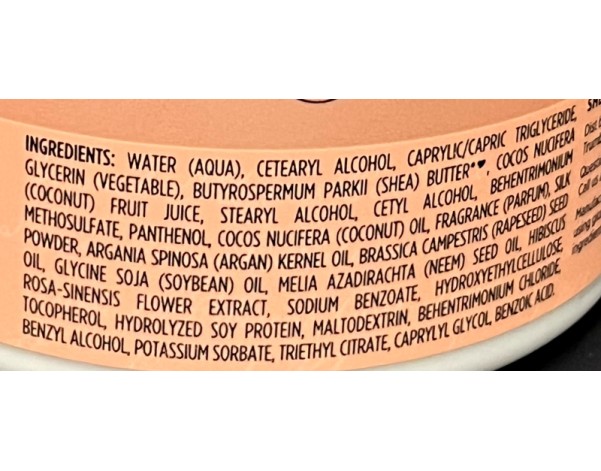 INGREDIENTS: WATER (AQUA), CETEARYL ALCOHOL, CAPRYLIC/CAPRIC TRIGLYCERIDE,
GLYCERIN (VEGETABLE), BUTYROSPERMUM PARKII (SHEA) BUTTER*♥, COCOS NUCIFERA
(COCONUT) FRUIT JUICE, STEARYL ALCOHOL, CETYL ALCOHOL, BEHENTRIMONIUM
METHOSULFATE, PANTHENOL, COCOS NUCIFERA (COCONUT) OIL, FRAGRANCE (PARFUM), SILK
POWDER, ARGANIA SPINOSA (ARGAN) KERNEL OIL, BRASSICA CAMPESTRIS (RAPESEED) SEED
OIL, GLYCINE SOJA (SOYBEAN) OIL, MELIA AZADIRACHTA (NEEM) SEED OIL, HIBISCUS
ROSA-SINENSIS FLOWER EXTRACT, SODIUM BENZOATE, HYDROXYETHYLCELLULOSE,
TOCOPHEROL, HYDROLYZED SOY PROTEIN, MALTODEXTRIN, BEHENTRIMONIUM CHLORIDE,
BENZYL ALCOHOL, POTASSIUM SORBATE, TRIETHYL CITRATE, CAPRYLYL GLYCOL, BENZOIC ACID.
Dist
Call us
using